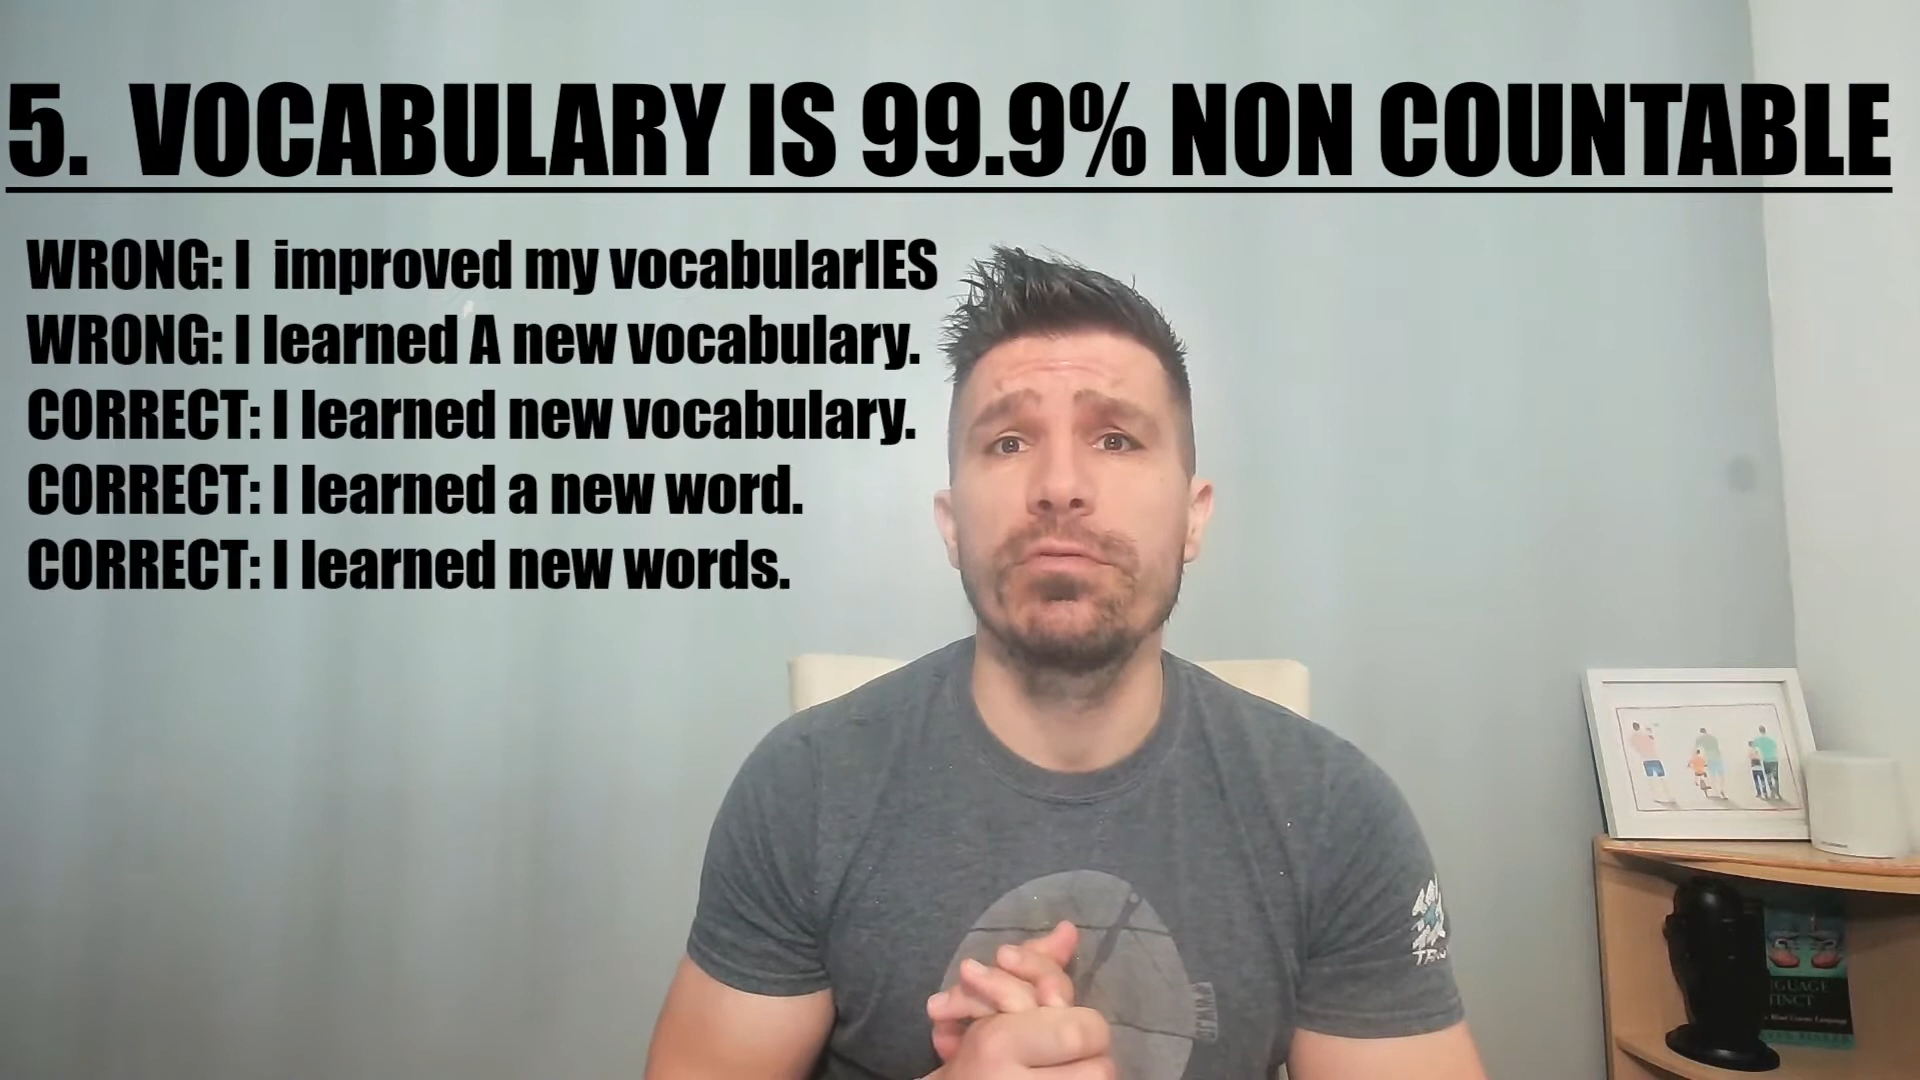 5. VOCABULARY IS 99.9% NON COUNTABLE
WRONG: I improved my vocabularIES
WRONG: I learned A new vocabulary.
CORRECT: I learned new vocabulary.
CORRECT: I learned a new word.
CORRECT: I learned new words.